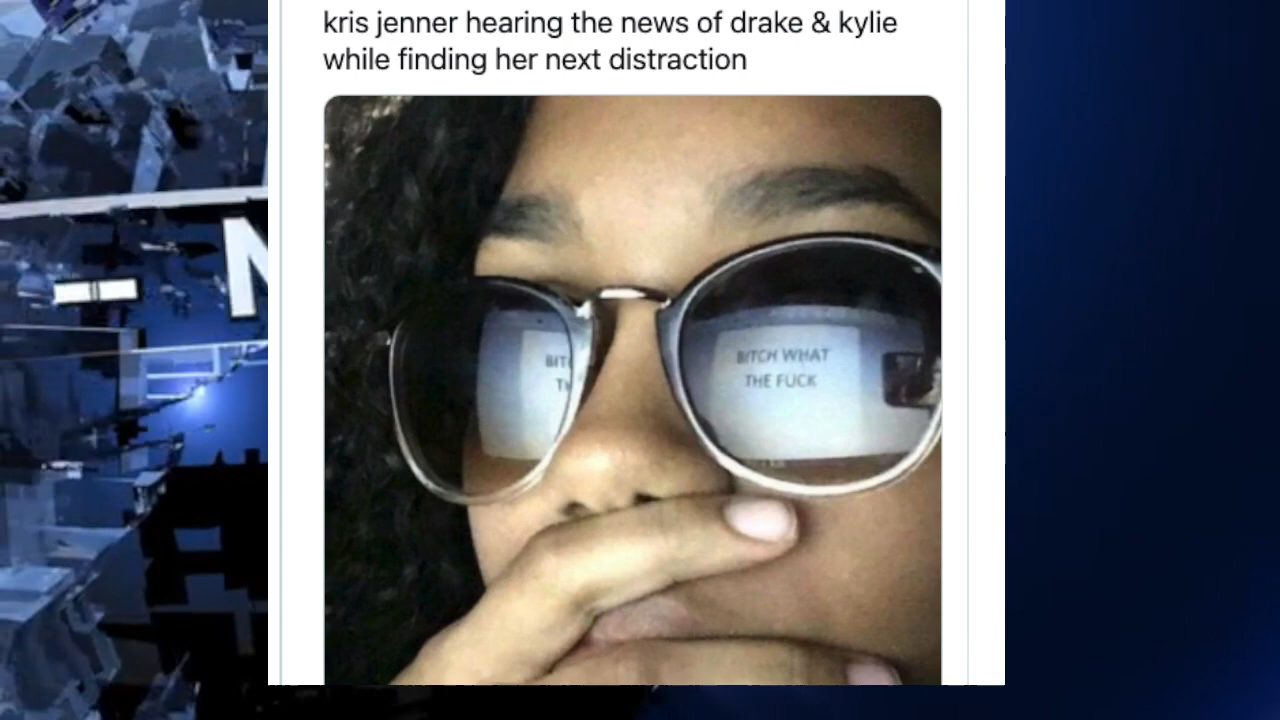 kris jenner hearing the news of drake & kylie
while finding her next distraction
N
BITCH WHAT
THE FUCK